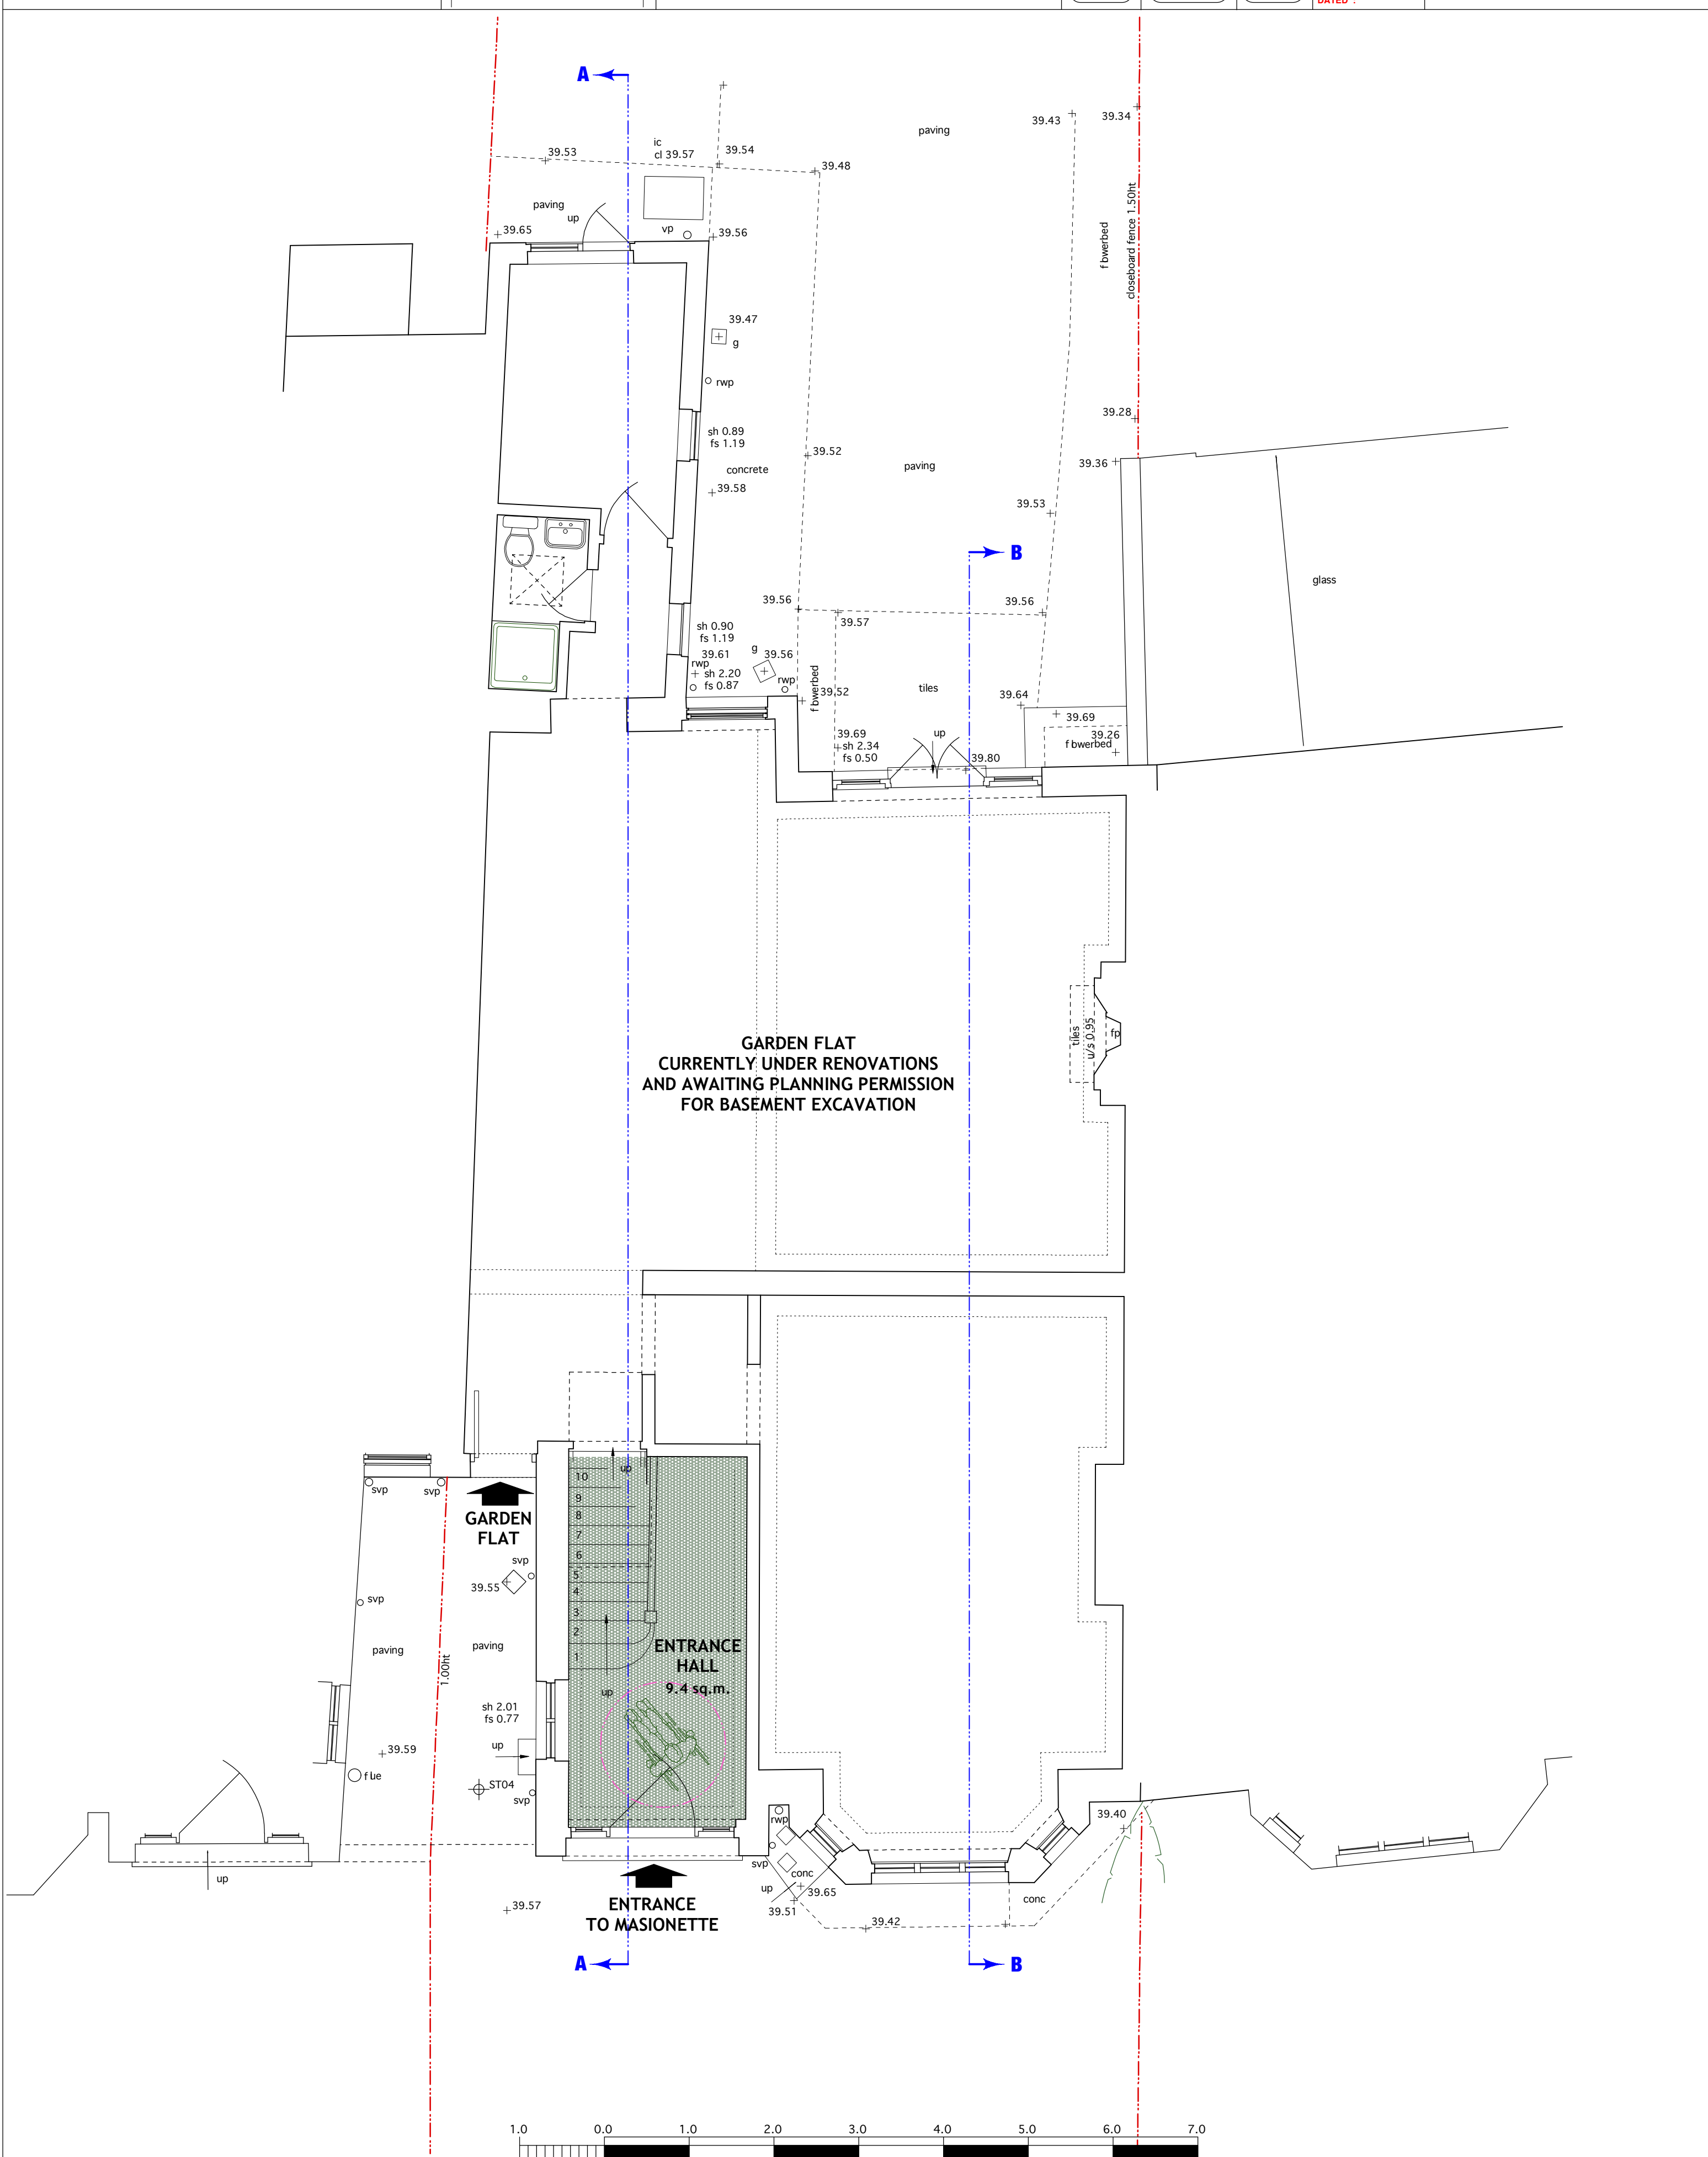 DATED :
A
39.43
39.34
paving
ic
cl 39.57
39.54
39.53
39.48
closeboard fence 1.50ht
paving
up
39.65
vp
39.56
f bwerbed
39.47
g
rwp
39.28
sh 0.89
fs 1.19
39.52
concrete
paving
39.36
39.58
39.53
B
glass
39.56
39.56
39.57
sh 0.90
fs 1.19
39.61
g
39.56
rwp
sh 2.20
fs 0.87
rwp
39.52
f bwerbed
tiles
39.64
39.69
39.69
sh 2.34
fs 0.50
up
39.26
f bwerbed
39.80
tiles
u/s 0.95
fp
GARDEN FLAT
CURRENTLY UNDER RENOVATIONS
AND AWAITING PLANNING PERMISSION
FOR BASEMENT EXCAVATION
up
10
9
8
7
6
5
4
3
2
1
svp
svp
GARDEN
FLAT
svp
39.55
svp
paving
paving
1.00ht
ENTRANCE
HALL
9.4 sq.m.
up
sh 2.01
fs 0.77
up
39.59
f lue
ST04
svp
rwp
39.40
svp
conc
up
39.65
39.51
up
conc
39.57
39.42
ENTRANCE
TO MASIONETTE
A
B
1.0 0.0 1.0 2.0 3.0 4.0 5.0 6.0 7.0